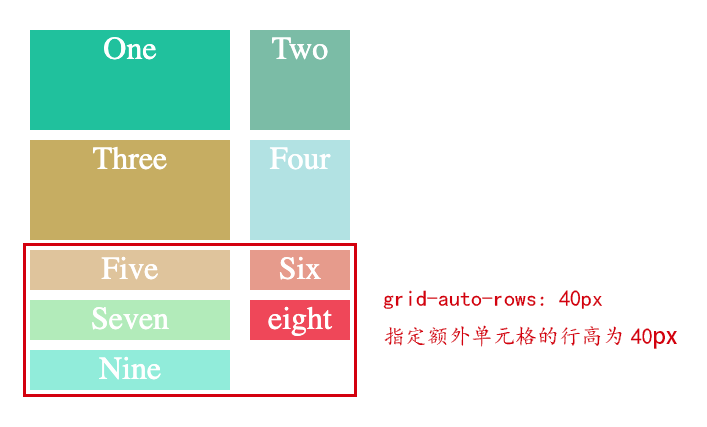 One Two
Three Four
Five Six
Seven eight
Nine
grid-auto-rows: 40px
指定额外单元格的行高为 40px